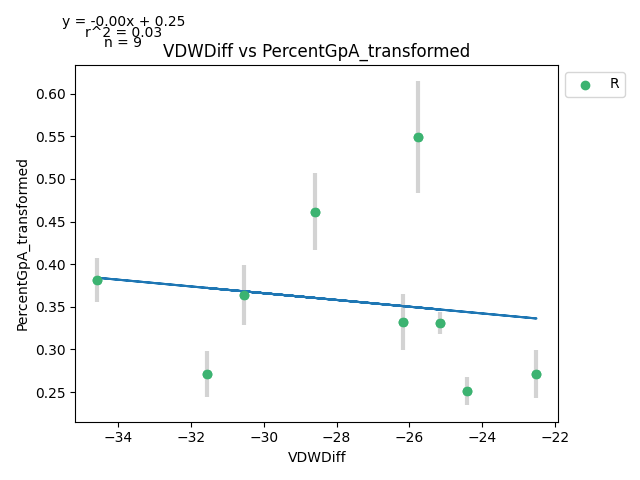 y = -0.00x + 0.25
r^2 = 0.03
n = 9
VDWDiff vs PercentGpA_transformed
R
PercentGpA_transformed
0.60
0.55
0.50
0.45
0.40
0.35
0.30
0.25
−34
−32
−30
−28
−26
−24
−22
VDWDiff